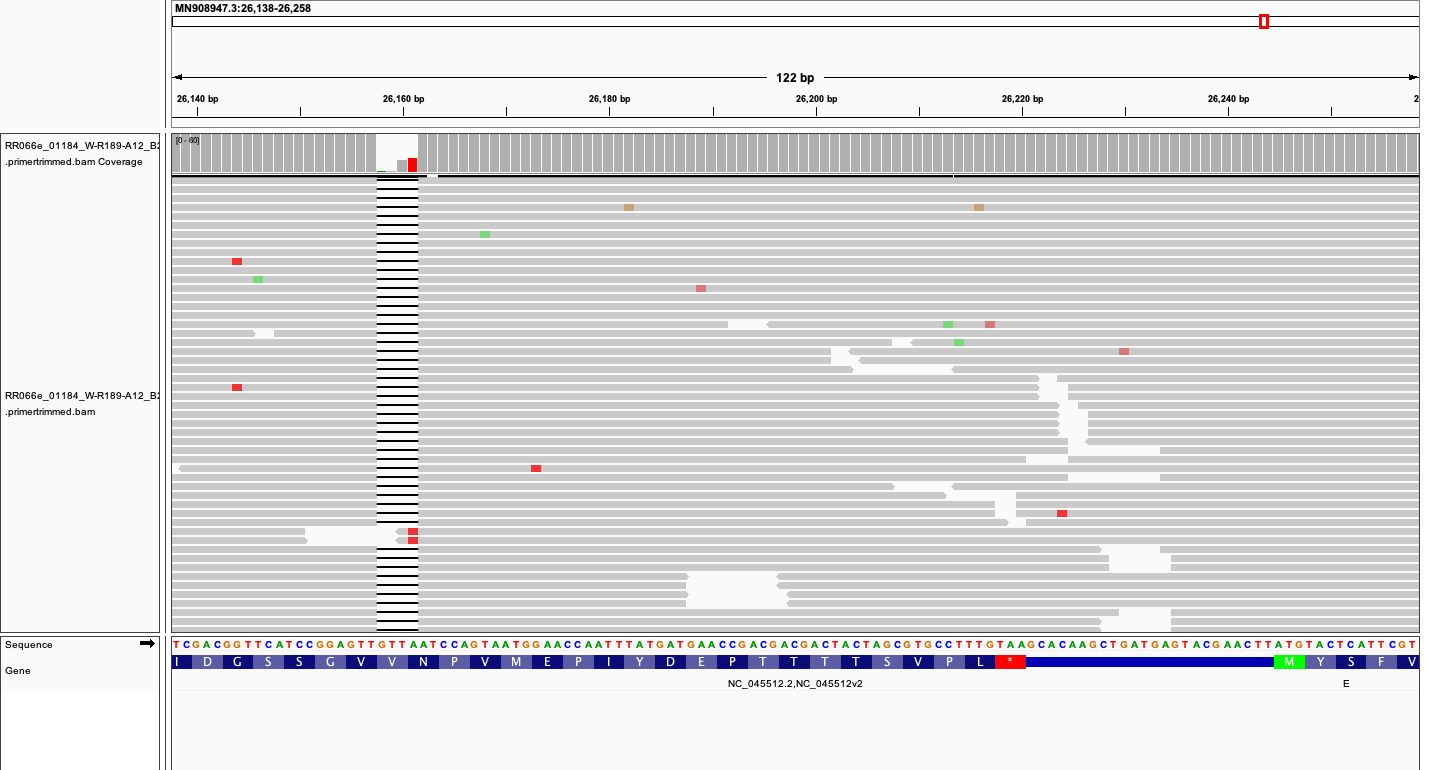 MN908947.3:26,138-26,258
122 bp
26,140 bp 26,160 bp 26,180 bp 26,200 bp 26,220 bp 26,240 bp 2
RR066e_01184_W-R189-A12_B2
.primertrimmed.bam Coverage
[0 - 60]
RR066e_01184_W-R189-A12_B2
.primertrimmed.bam
Sequence
TCGACGGTTCATCCGGAGTTGTTAATCCAGTAATGGAACCAATTTATGATGAACCGACGACGACTACTAGCGTGCCTTTGTAAGCACAAGCTGATGAGTACGAACTTATGTACTCATTCGT
Gene
I D G S S G V V N P V M E P I Y D E P T T T T S V P L * M Y S F V
NC_045512.2,NC_045512v2 E